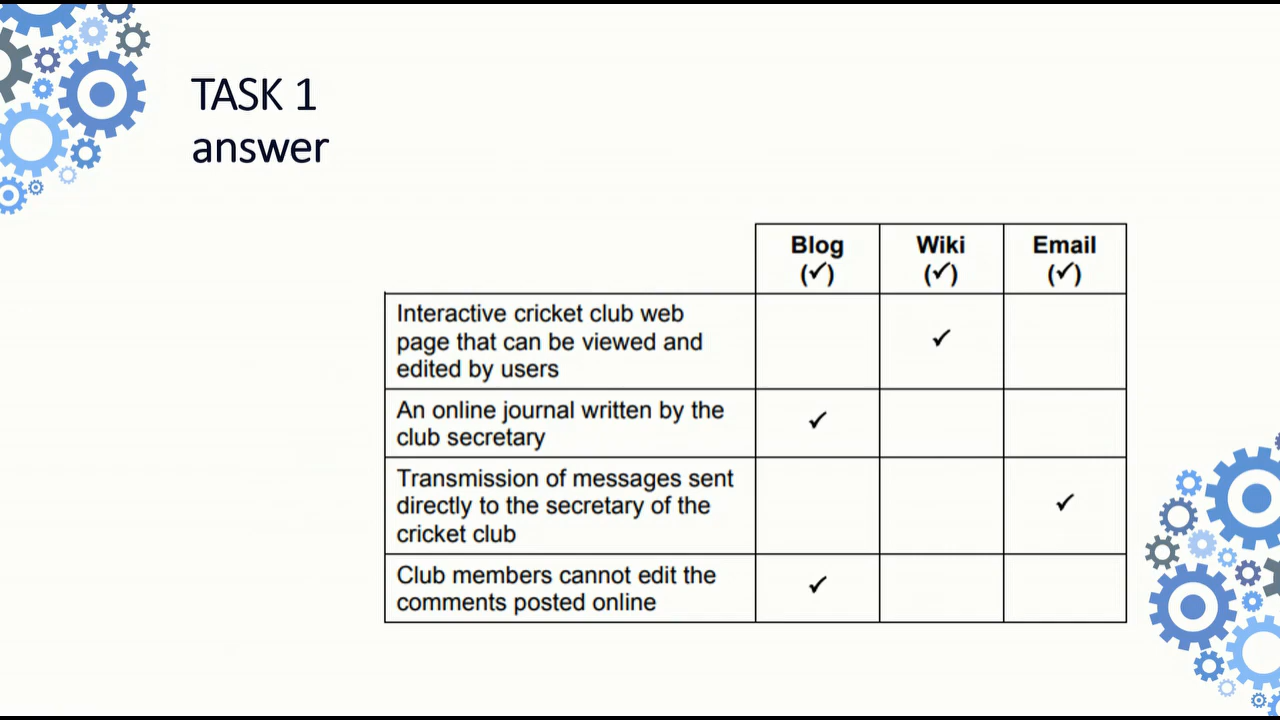 TASK 1
answer
Blog Wiki Email
(✓) (✓) (✓)
Interactive cricket club web
page that can be viewed and ✓
edited by users
An online journal written by the ✓
club secretary
Transmission of messages sent
directly to the secretary of the ✓
cricket club
Club members cannot edit the ✓
comments posted online